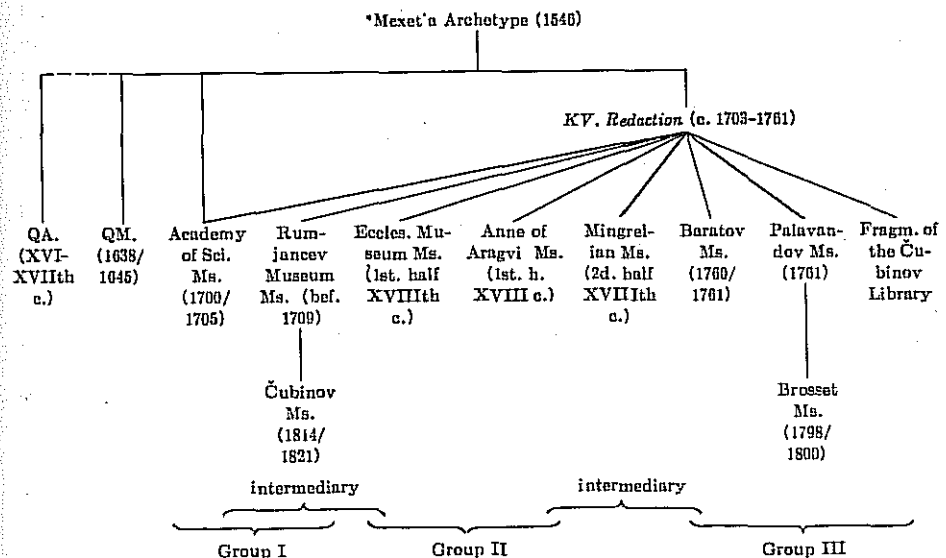 *Mexet'a Archetype (1546)
KV. Redaction (c. 1703-1761)
QA.
(XVI-
XVIIth
c.)
QM.
(1638/
1645)
Academy
of Sci.
Ms.
(1700/
1705)
Rum-
jancev
Museum
Ms. (bef.
1709)
Eccles. Mu-
seum Ms.
(1st. half
XVIIIth
c.)
Anne of
Aragvi Ms.
(1st. h.
XVIII c.)
Mingrel-
ian Ms.
(2d. half
XVIIIth
c.)
Baratov
Ms.
(1760/
1761)
Palavan-
dov Ms.
(1761)
Fragm. of
the Ču-
binov
Library
Čubinov
Ms.
(1814/
1821)
Brosset
Ms.
(1798/
1800)
intermediary
intermediary
Group I
Group II
Group III